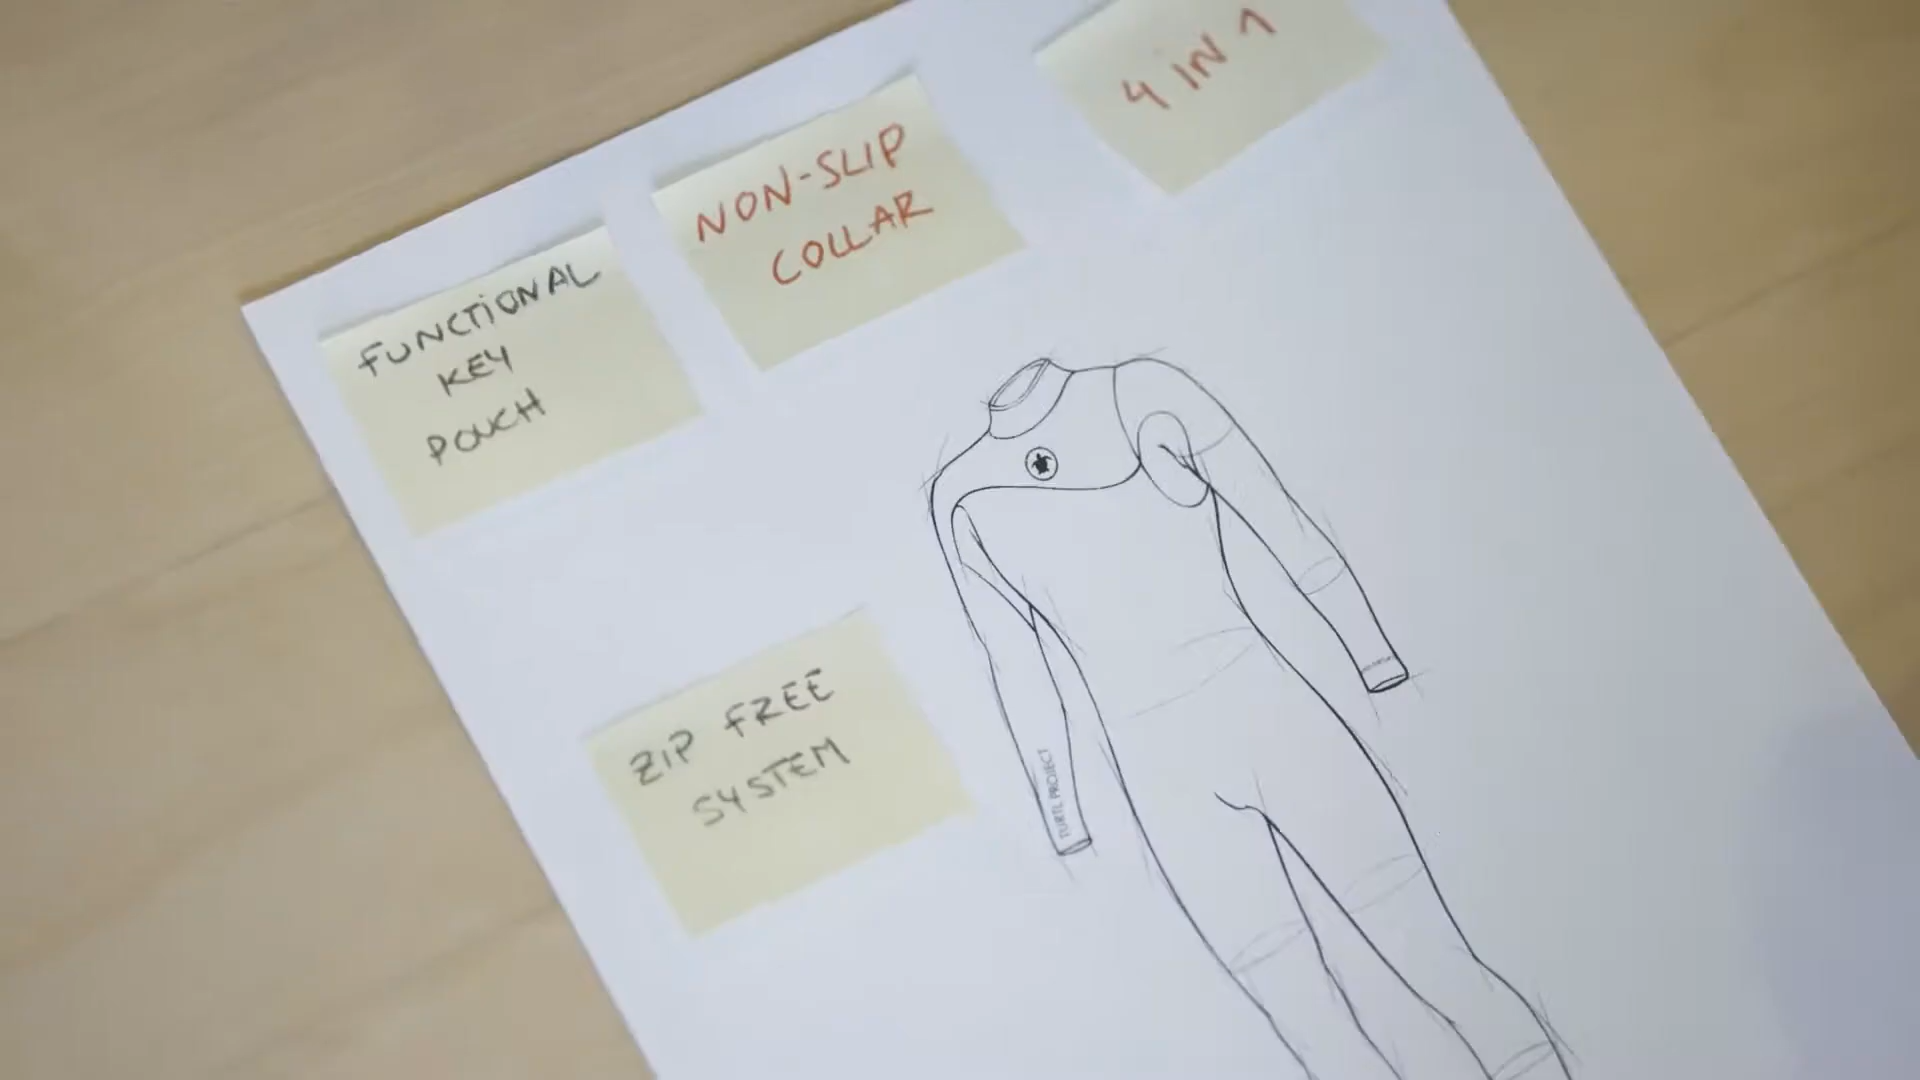 4 IN 1
NON-SLIP
COLLAR
FUNCTIONAL
KEY
POUCH
ZIP FREE
SYSTEM
TURTL PROJECT